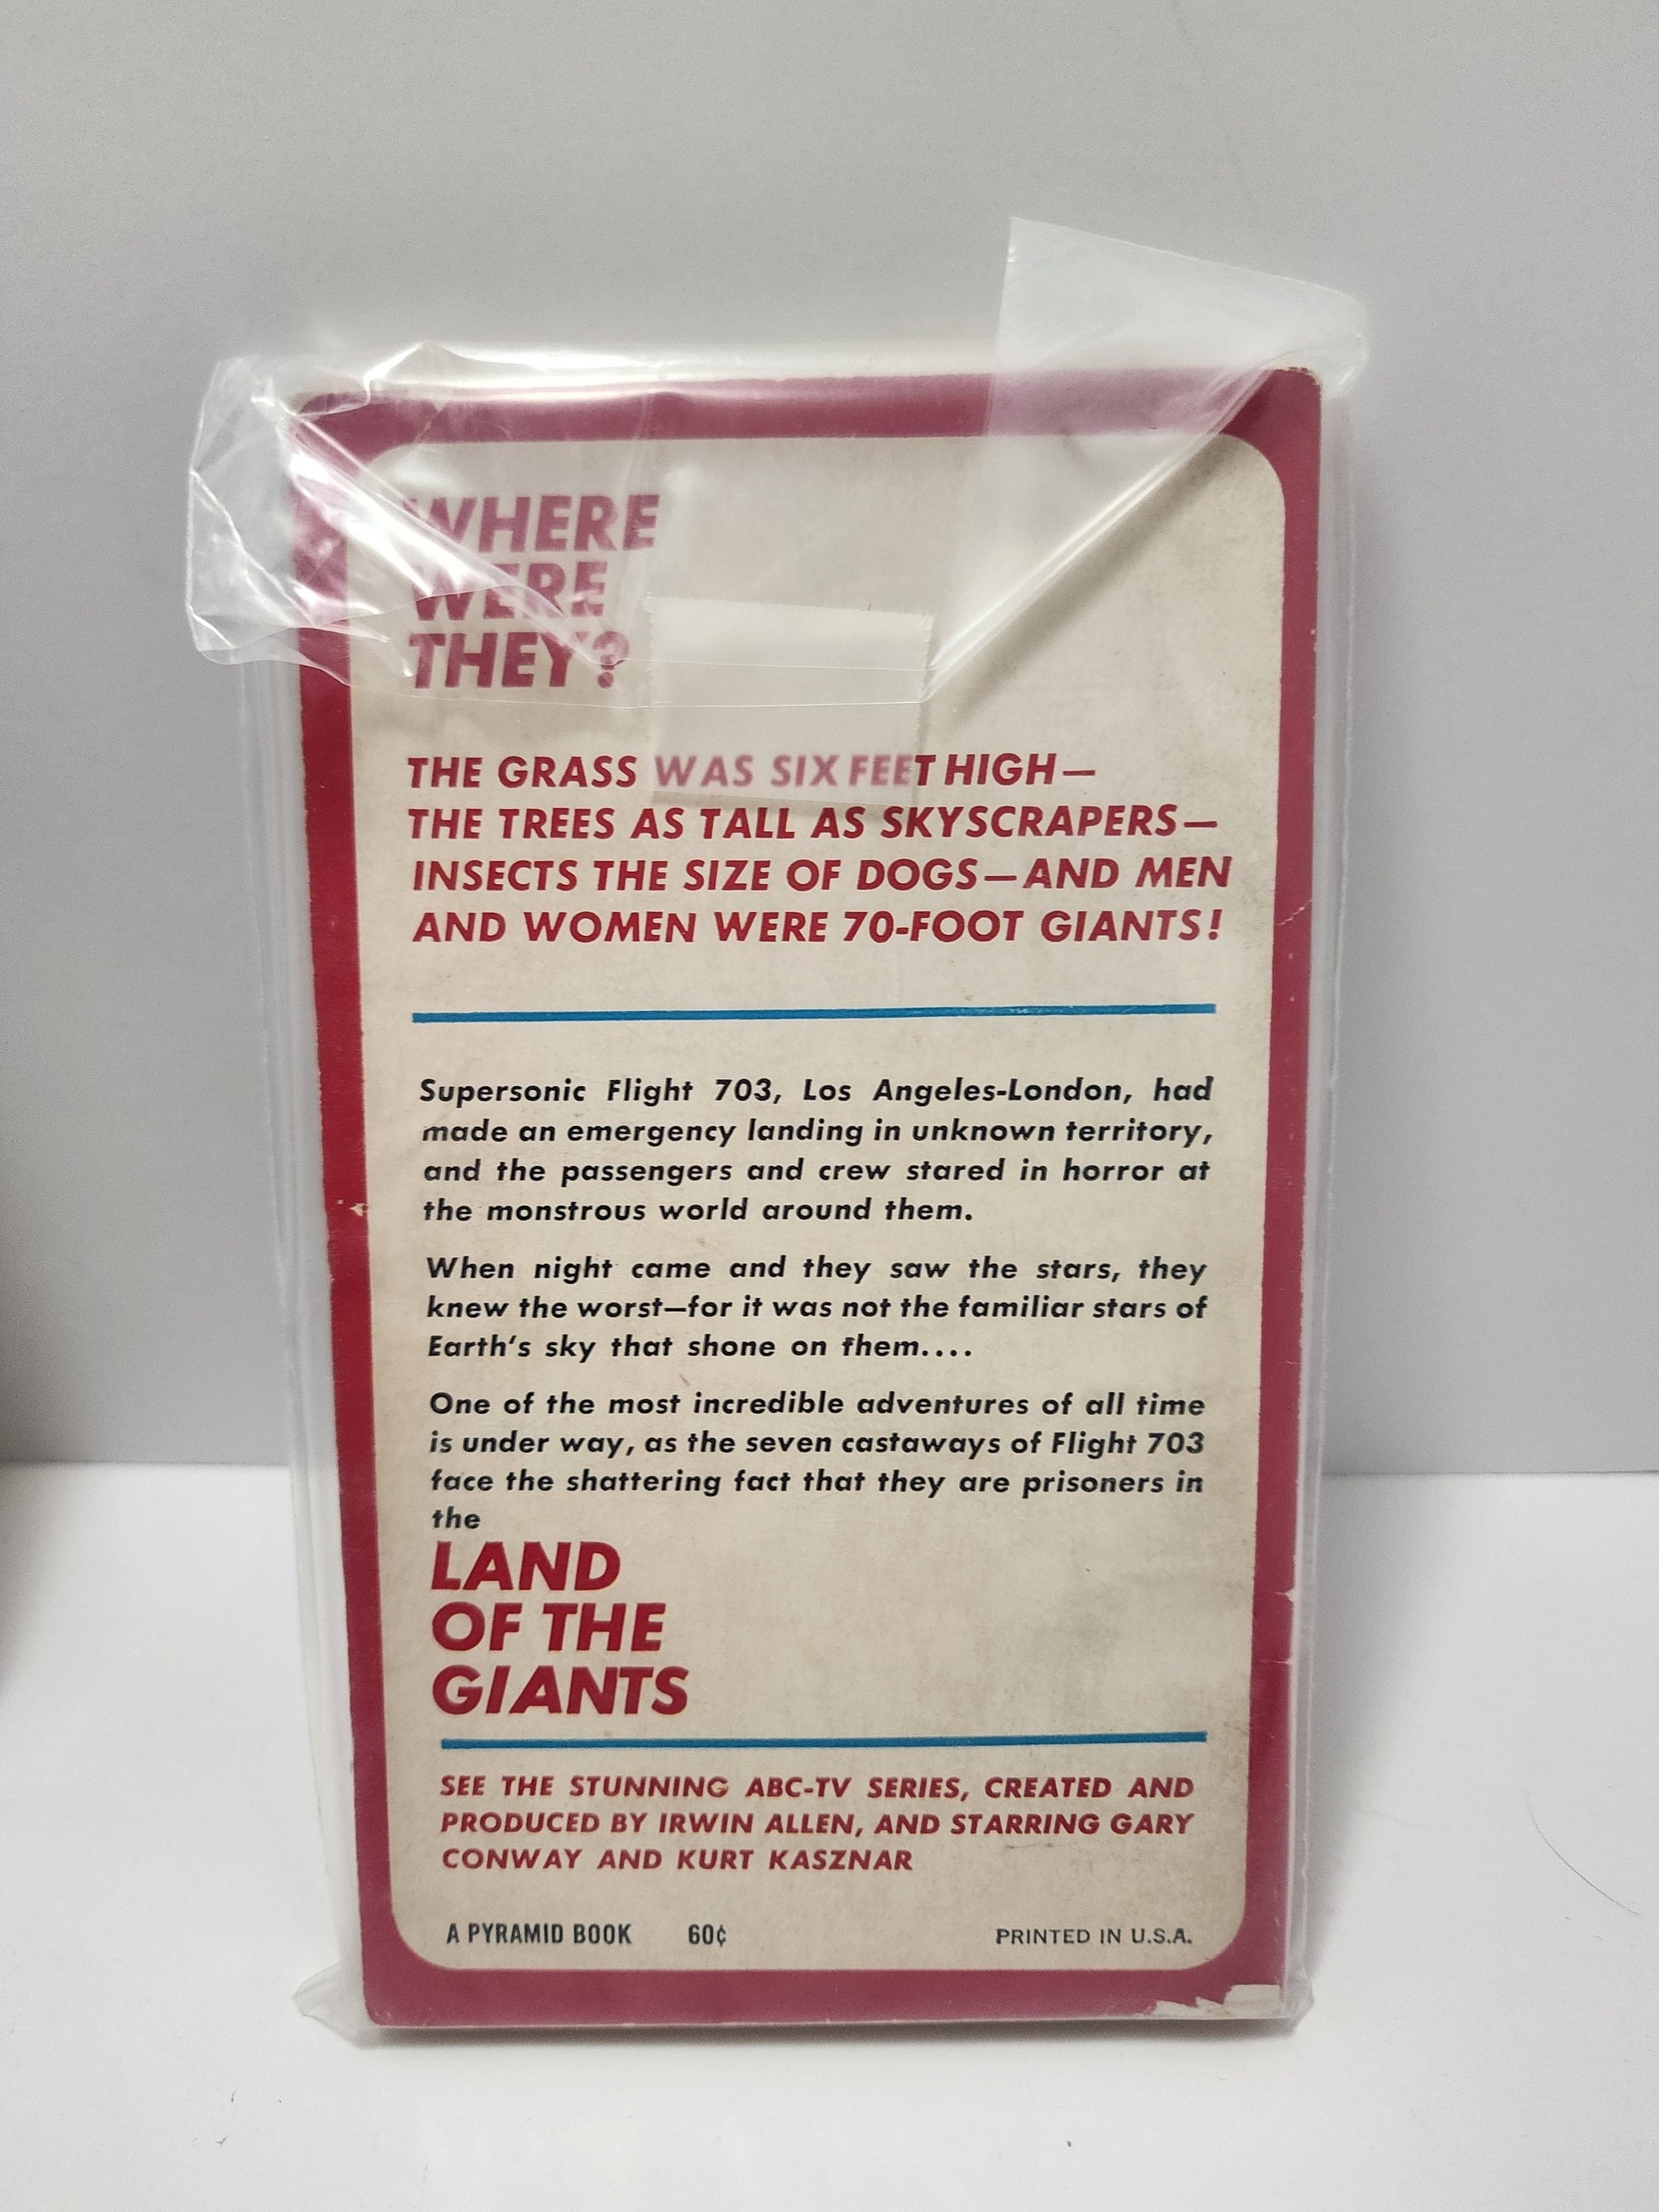 WHERE
WERE
THEY?
THE GRASS WAS SIX FEET HIGH—
THE TREES AS TALL AS SKYSCRAPERS—
INSECTS THE SIZE OF DOGS—AND MEN
AND WOMEN WERE 70-FOOT GIANTS!
Supersonic Flight 703, Los Angeles-London, had
made an emergency landing in unknown territory,
and the passengers and crew stared in horror at
the monstrous world around them.
When night came and they saw the stars, they
knew the worst—for it was not the familiar stars of
Earth's sky that shone on them....
One of the most incredible adventures of all time
is under way, as the seven castaways of Flight 703
face the shattering fact that they are prisoners in
the
LAND
OF THE
GIANTS
SEE THE STUNNING ABC-TV SERIES, CREATED AND
PRODUCED BY IRWIN ALLEN, AND STARRING GARY
CONWAY AND KURT KASZNAR
A PYRAMID BOOK 60¢ PRINTED IN U.S.A.